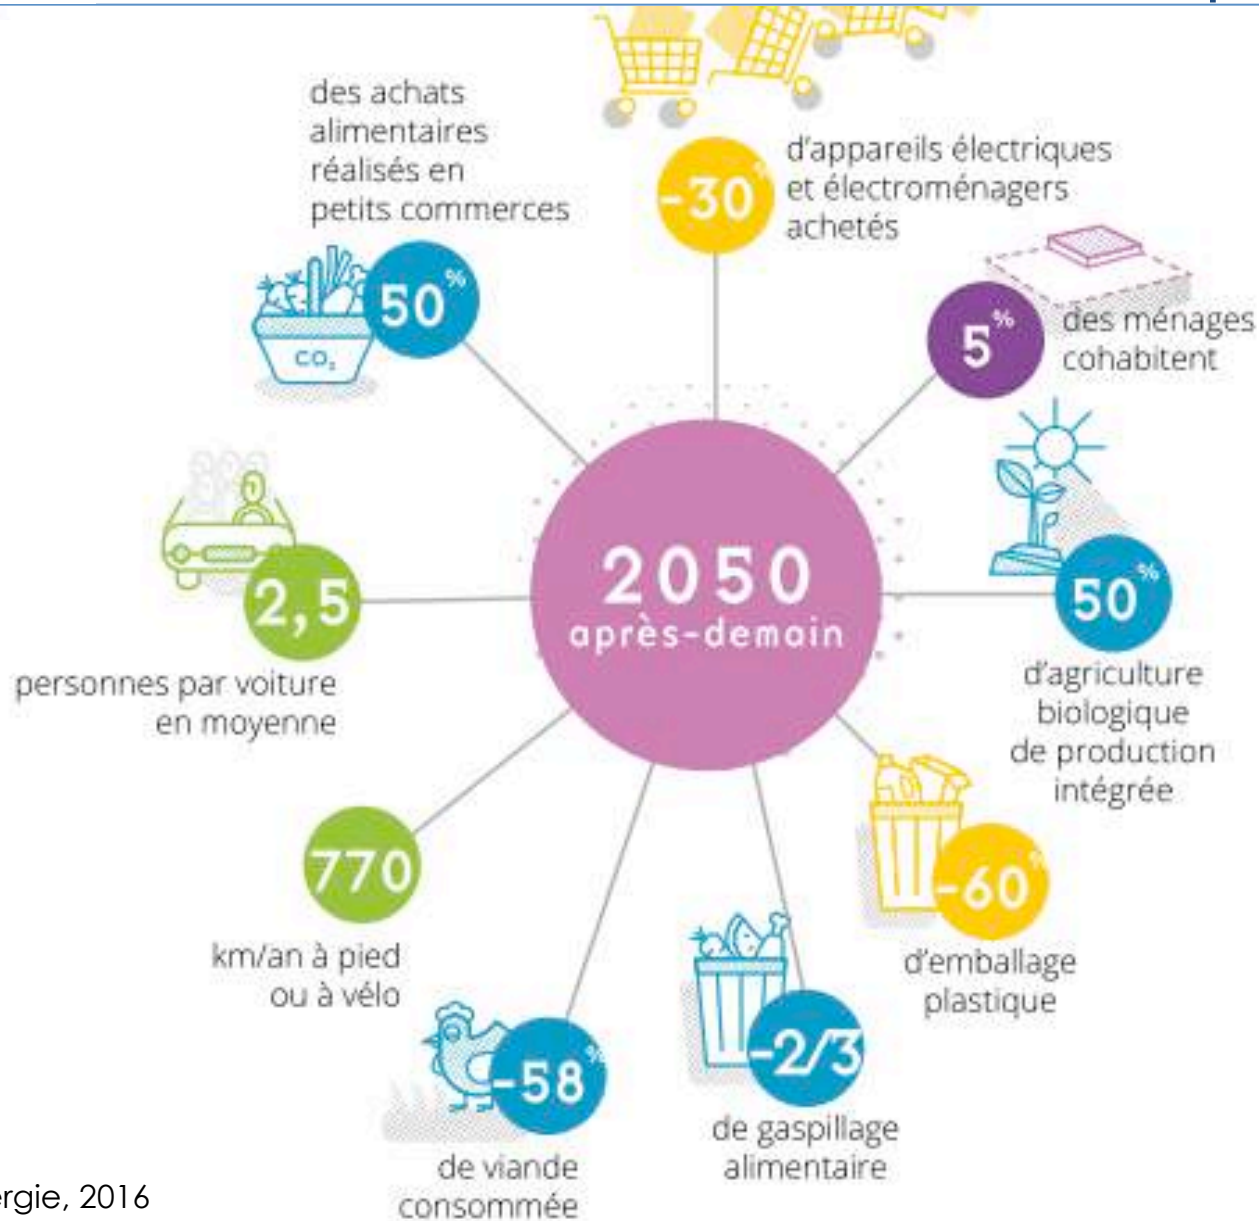 des achats
alimentaires
réalisés en
petits commerces
50%
CO₂
-30%
d'appareils électriques
et électroménagers
achetés
5%
des ménages
cohabitent
2050
après-demain
50%
d'agriculture
biologique
de production
intégrée
2,5
personnes par voiture
en moyenne
-60%
d'emballage
plastique
770
km/an à pied
ou à vélo
-2/3
de gaspillage
alimentaire
-58%
de viande
consommée
2016